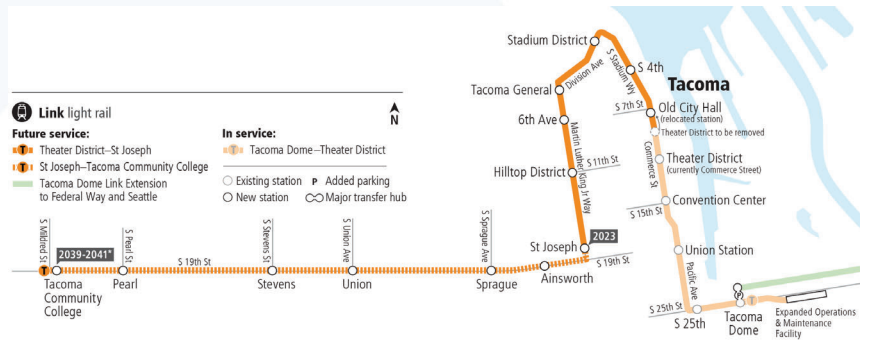 Link light rail
N
Future service:
T Theater District–St Joseph
T St Joseph–Tacoma Community College
Tacoma Dome Link Extension
to Federal Way and Seattle
In service:
T Tacoma Dome–Theater District
Existing station
P Added parking
New station
Major transfer hub
Stadium District
S 4th
S Stadium Wy
Division Ave
Tacoma
Tacoma General
S 7th St
Old City Hall
(relocated station)
6th Ave
Theater District to be removed
Martin Luther King Jr Way
Commerce St
Theater District
(currently Commerce Street)
S 11th St
Hilltop District
Convention Center
S 15th St
2023
St Joseph
Union Station
S 19th St
Pacific Ave
S Mildred St
S Pearl St
S Stevens St
S Union Ave
S Sprague Ave
2039-2041*
S 19th St
T
Tacoma
Community
College
Pearl
Stevens
Union
Sprague
Ainsworth
S 25th St
S 25th
P
T
Tacoma
Dome
Expanded Operations
& Maintenance
Facility